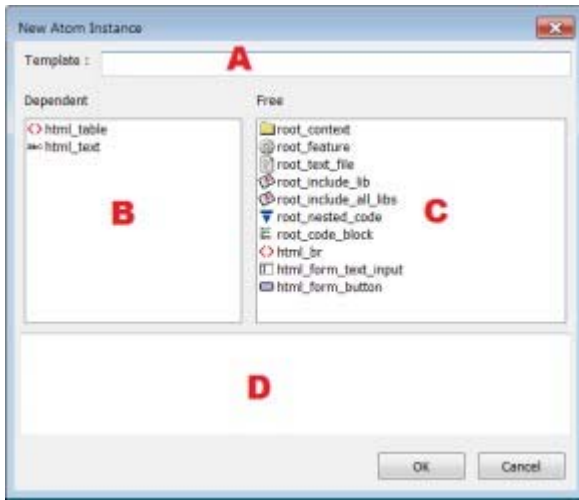 New Atom Instance
Template :
A
Dependent
Free
html_table
html_text
B
root_context
root_feature
root_text_file
root_include_lib
root_include_all_libs
root_nested_code
root_code_block
html_br
html_form_text_input
html_form_button
C
D
OK
Cancel